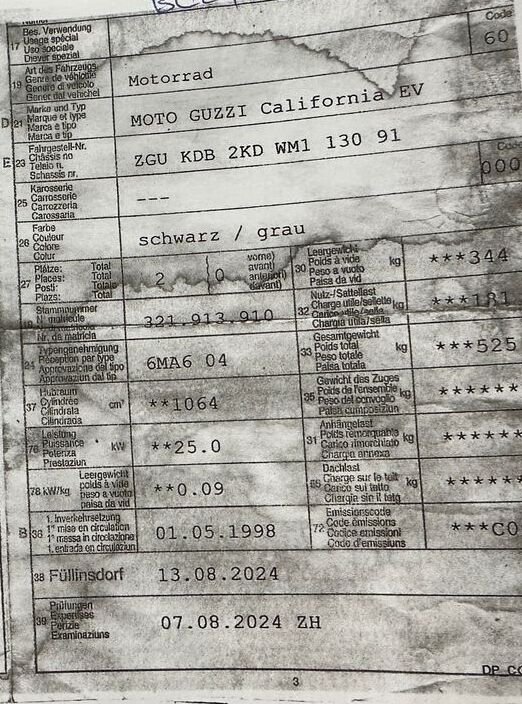 Bes. Verwendung
Usage spécial
Uso speciale
Code
17
60
Art des Fahrzeugs
Genre de véhicule
Genere di veicolo
Gener dal vehichel
19
Motorrad
Marke und Typ
Marque et type
Marca e tipo
Marca e tip
D 21
MOTO GUZZI California EV
Fahrgestell-Nr.
Châssis no
Telaio n.
Schassis nr.
E 23
ZGU KDB 2KD WM1 130 91
Karosserie
Carrosserie
Carrozzeria
Carossaria
25
---
Code
000
Farbe
Couleur
Colore
Colur
26
schwarz / grau
Plätze: Total
Places: Total
Posti: Totale
Plazs: Total
27
2 0
vorne)
avant)
anteriori)
davant)
Leergewicht
Poids à vide
Peso a vuoto
Paisa da vid
30 kg
***344
Stammnummer
N° matricule
Nr. da matricla
321.913.910
Nutz-/Sattellast
Charge utile/sellette
Carico utile/sella
Chargia utila/sella
32 kg
***181
Typengenehmigung
Réception par type
Approvazione del tipo
Approvaziun dal tip
24
6MA6 04
Gesamtgewicht
Poids total
Peso totale
Paisa totala
33 kg
***525
Hubraum
Cylindrée
Cilindrata
Cilindrada
37 cm³
**1064
Gewicht des Zuges
Poids de l'ensemble
Peso del convoglio
Paisa cumposiziun
35 kg
******
Leistung
Puissance
Potenza
Prestaziun
76 kW
**25.0
Anhängelast
Poids remorquable
Carico rimorchiato
Chargia annexa
31 kg
******
Leergewicht
poids à vide
peso a vuoto
paisa da vid
78 kW/kg
**0.09
Dachlast
Charge sur le toit
Carico sul tetto
Chargia sin il tetg
55 kg
******
1. Inverkehrsetzung
1re mise en circulation
1a messa in circolazione
1. entrada en circulaziun
B 36
01.05.1998
Emissionscode
Code émissions
Codice emissioni
Code d'emissiuns
72
***C0
38 Füllinsdorf 13.08.2024
Prüfungen
Expertises
Perizie
Examinaziuns
39
07.08.2024 ZH
3